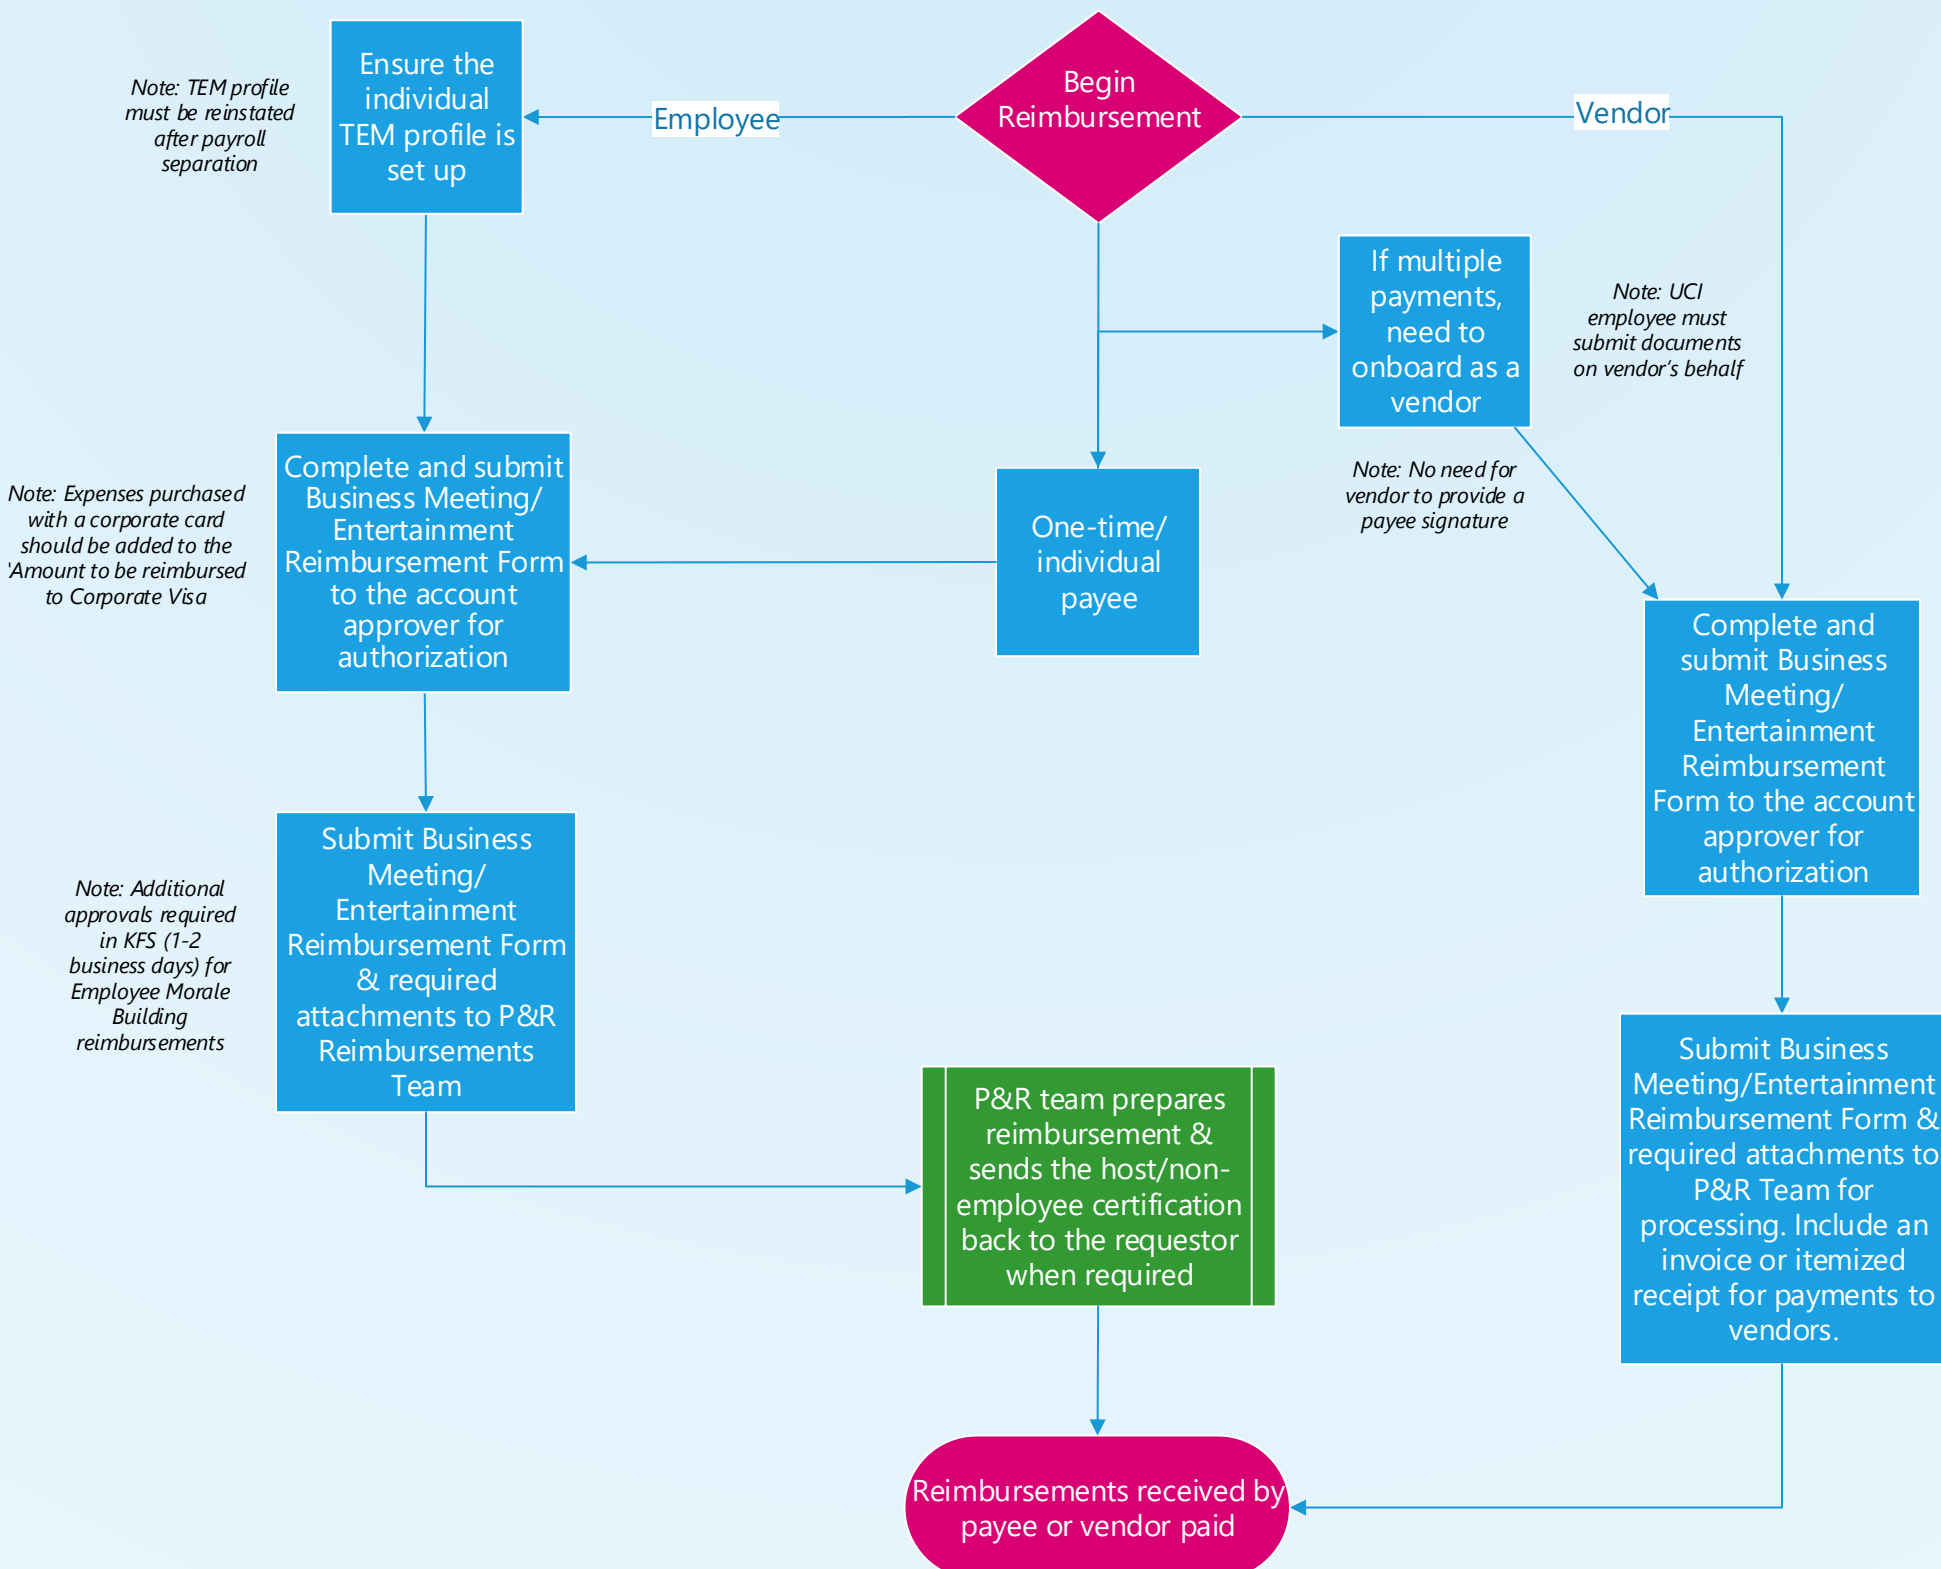 Note: TEM profile
must be reinstated
after payroll
separation
Ensure the
individual
TEM profile is
set up
Employee
Begin
Reimbursement
Vendor
If multiple
payments,
need to
onboard as a
vendor
Note: UCI
employee must
submit documents
on vendor's behalf
Note: Expenses purchased
with a corporate card
should be added to the
'Amount to be reimbursed
to Corporate Visa
Complete and submit
Business Meeting/
Entertainment
Reimbursement Form
to the account
approver for
authorization
One-time/
individual
payee
Note: No need for
vendor to provide a
payee signature
Complete and
submit Business
Meeting/
Entertainment
Reimbursement
Form to the account
approver for
authorization
Note: Additional
approvals required
in KFS (1-2
business days) for
Employee Morale
Building
reimbursements
Submit Business
Meeting/
Entertainment
Reimbursement Form
& required
attachments to P&R
Reimbursements
Team
P&R team prepares
reimbursement &
sends the host/non-
employee certification
back to the requestor
when required
Submit Business
Meeting/Entertainment
Reimbursement Form &
required attachments to
P&R Team for
processing. Include an
invoice or itemized
receipt for payments to
vendors.
Reimbursements received by
payee or vendor paid